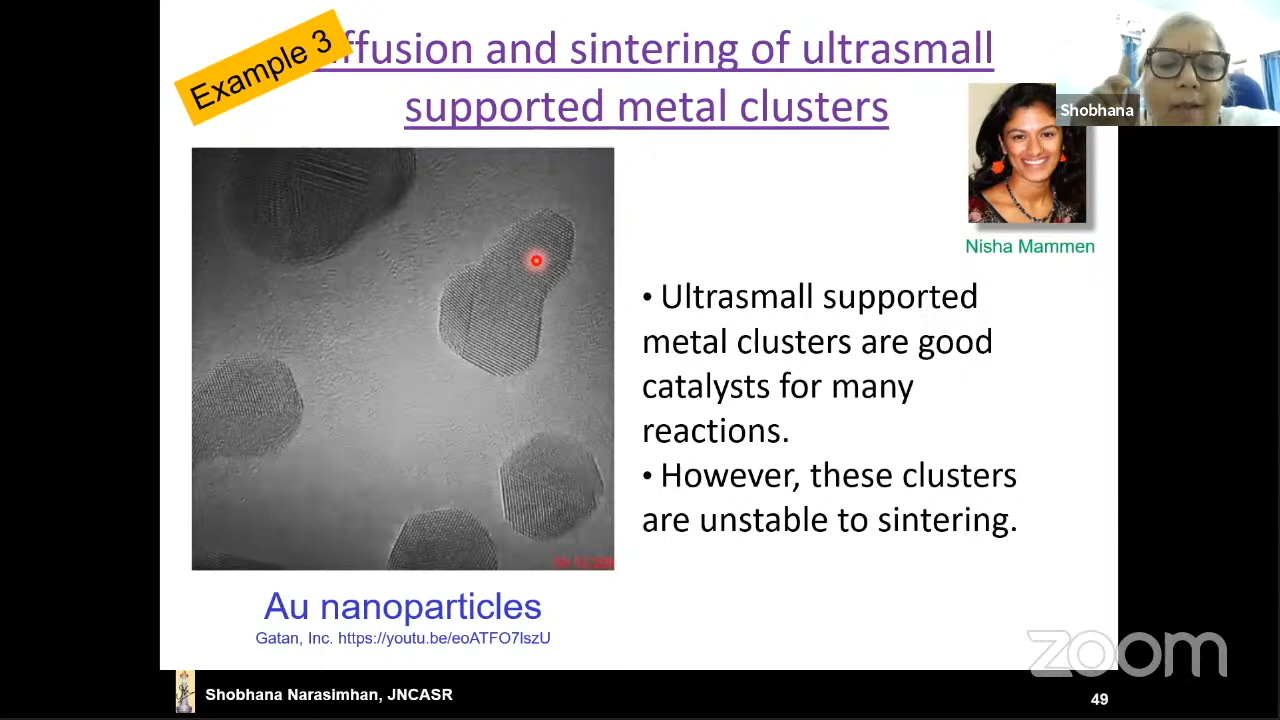 Example 3
ffusion and sintering of ultrasmall
supported metal clusters
Shobhana
Nisha Mammen
• Ultrasmall supported
metal clusters are good
catalysts for many
reactions.
• However, these clusters
are unstable to sintering.
Au nanoparticles
Gatan, Inc. https://youtu.be/eoATFO7lszU
Shobhana Narasimhan, JNCASR
49
zoom